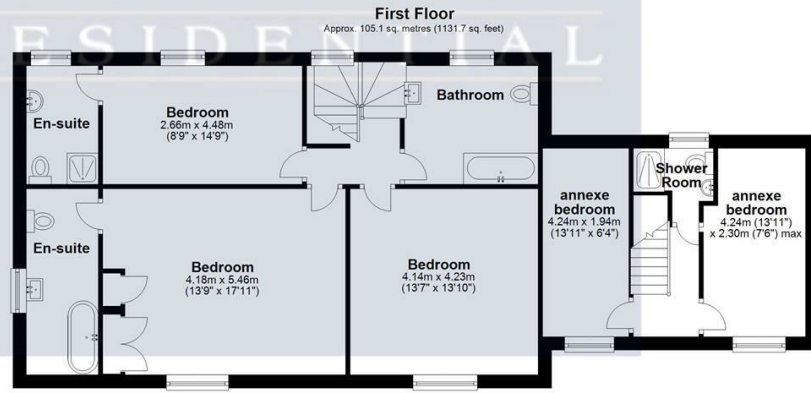 First Floor
Approx. 105.1 sq. metres (1131.7 sq. feet)
ESIDENTIAL
En-suite
Bedroom
2.66m x 4.48m
(8'9" x 14'9")
Bathroom
En-suite
Bedroom
4.18m x 5.46m
(13'9" x 17'11")
Bedroom
4.14m x 4.23m
(13'7" x 13'10")
annexe
bedroom
4.24m x 1.94m
(13'11" x 6'4")
Shower
Room
annexe
bedroom
4.24m (13'11")
x 2.30m (7'6") max